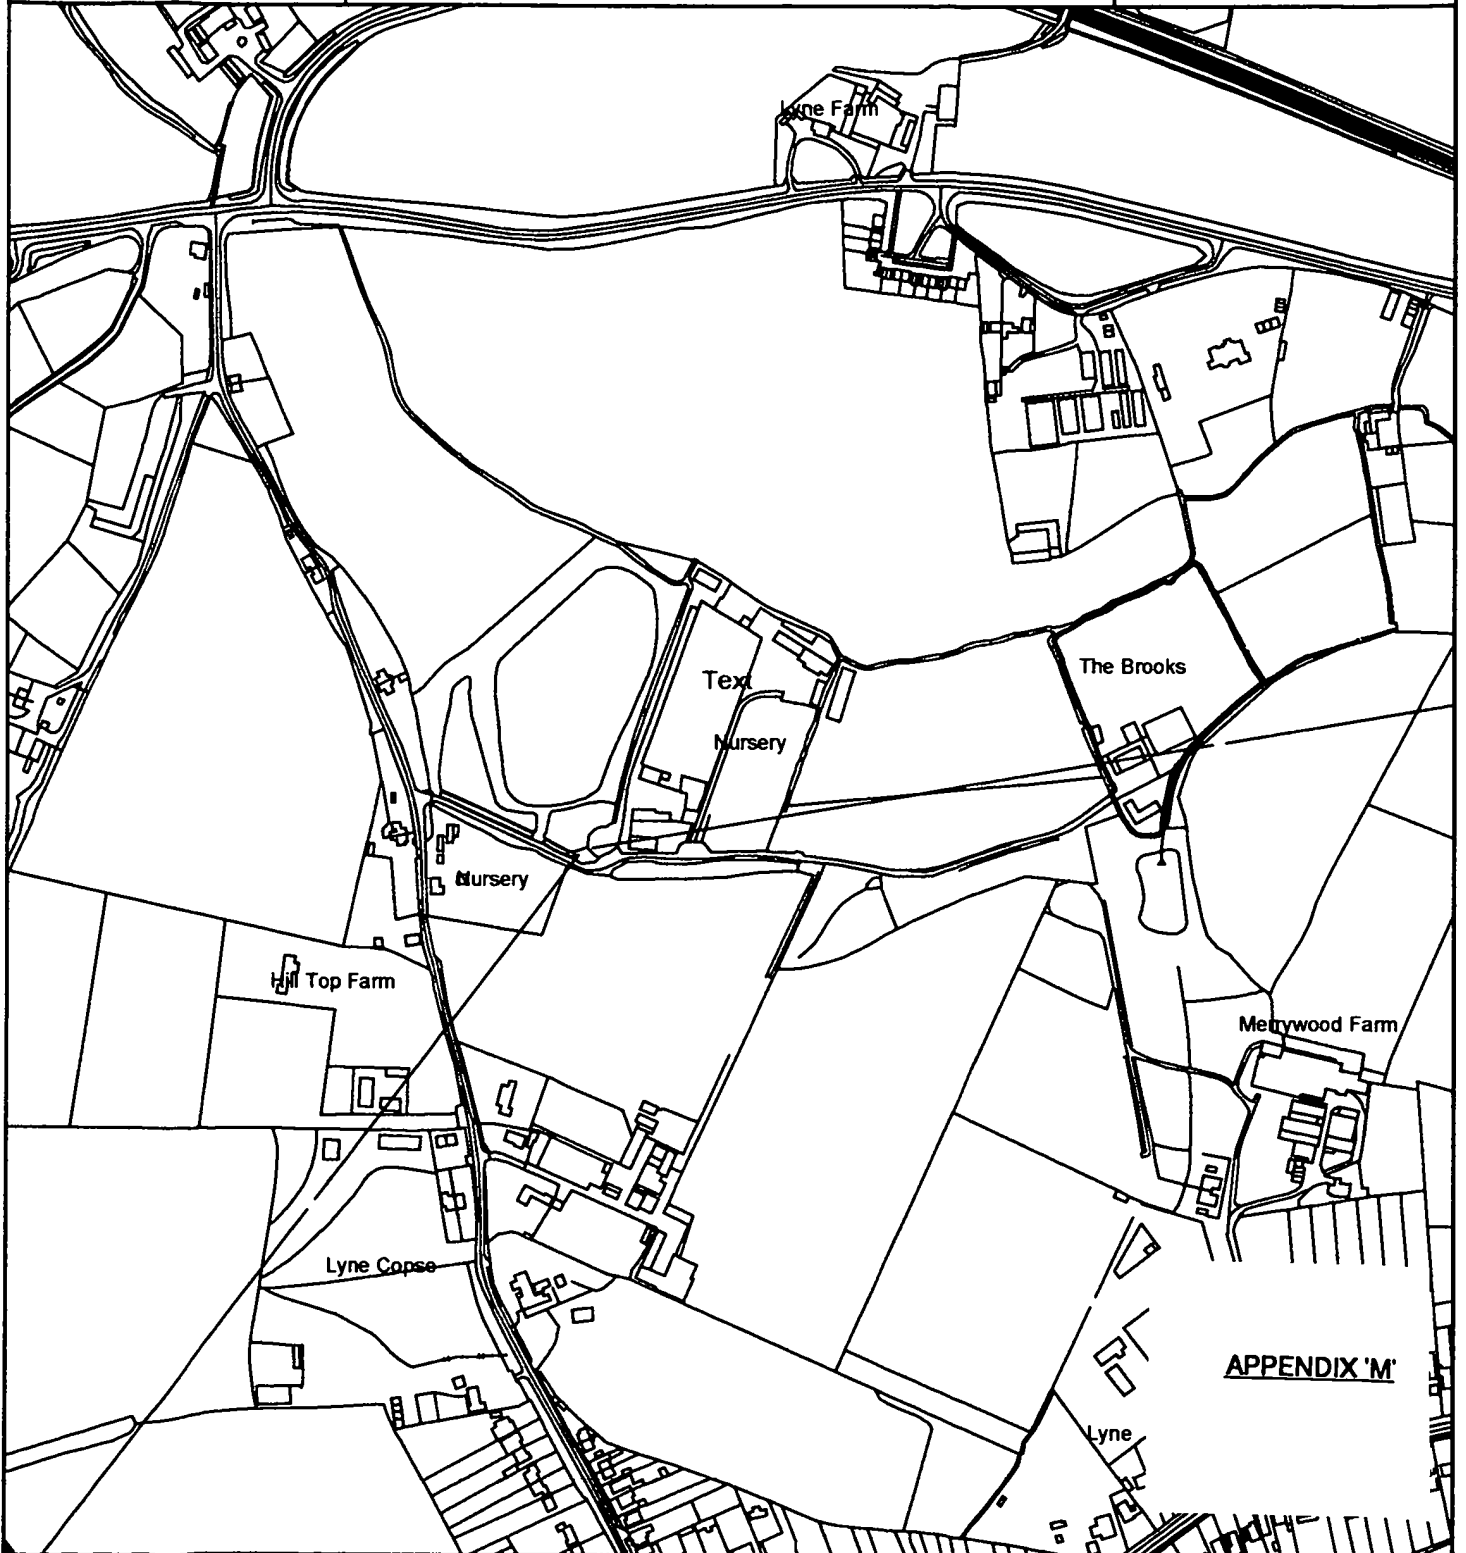 Lyne Farm
The Brooks
Text
Nursery
Nursery
Hill Top Farm
Merrywood Farm
Lyne Copse
APPENDIX 'M'
Lyne